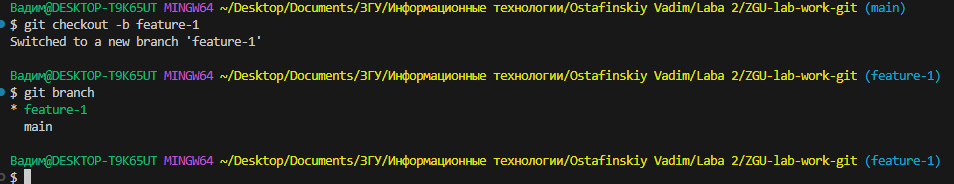 Вадим@DESKTOP-T9K65UT MINGW64 ~/Desktop/Documents/ЗГУ/Информационные технологии/Ostafinskiy Vadim/Laba 2/ZGU-lab-work-git (main)
$ git checkout -b feature-1
Switched to a new branch 'feature-1'
Вадим@DESKTOP-T9K65UT MINGW64 ~/Desktop/Documents/ЗГУ/Информационные технологии/Ostafinskiy Vadim/Laba 2/ZGU-lab-work-git (feature-1)
$ git branch
* feature-1
main
Вадим@DESKTOP-T9K65UT MINGW64 ~/Desktop/Documents/ЗГУ/Информационные технологии/Ostafinskiy Vadim/Laba 2/ZGU-lab-work-git (feature-1)
$